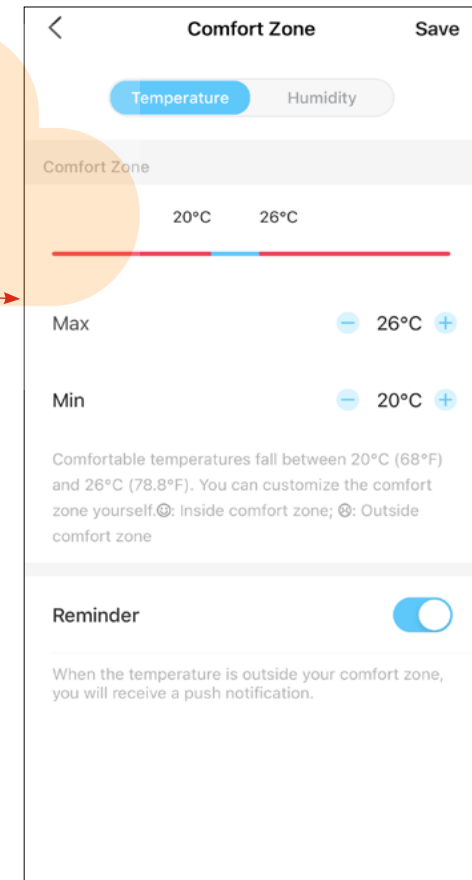 Comfort Zone Save
Temperature Humidity
Comfort Zone
20°C 26°C
Max 26°C
Min 20°C
Comfortable temperatures fall between 20°C (68°F)
and 26°C (78.8°F). You can customize the comfort
zone yourself.☺: Inside comfort zone; ☹: Outside
comfort zone
Reminder
When the temperature is outside your comfort zone,
you will receive a push notification.